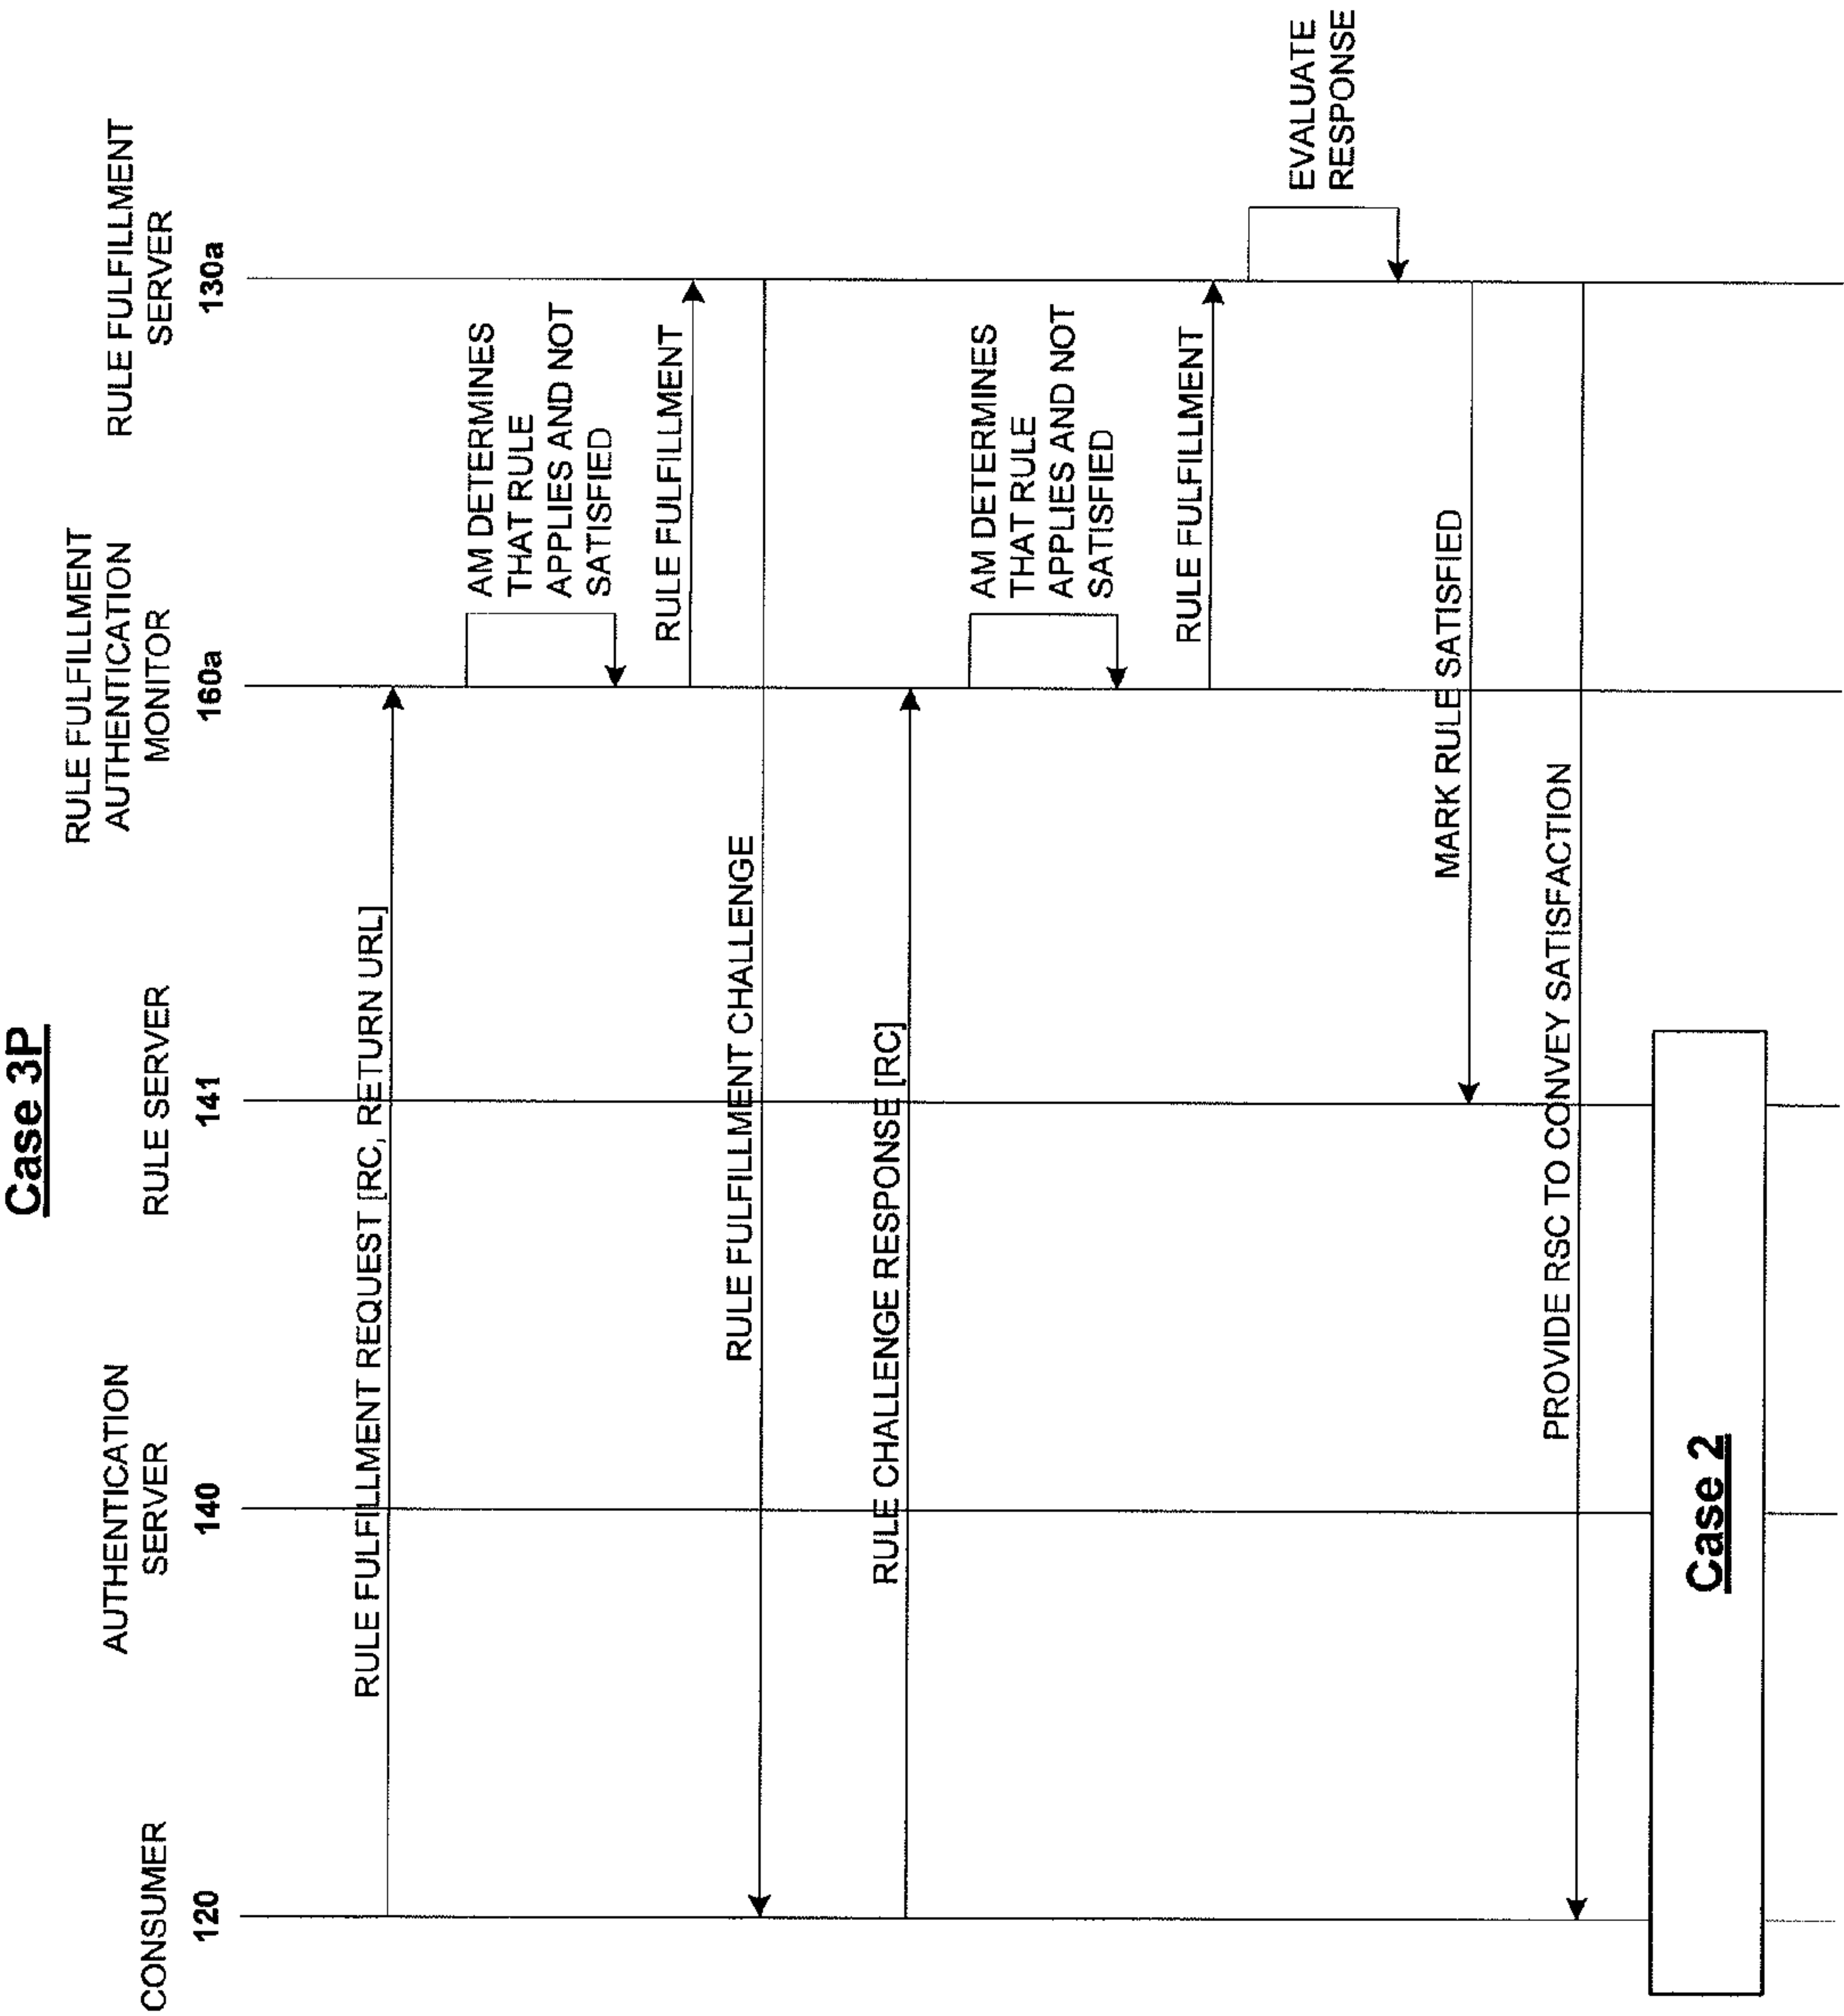 Case 3P
CONSUMER
120
AUTHENTICATION
SERVER
140
RULE SERVER
141
RULE FULFILLMENT
AUTHENTICATION
MONITOR
160a
RULE FULFILLMENT
SERVER
130a
RULE FULFILLMENT REQUEST [RC, RETURN URL]
AM DETERMINES
THAT RULE
APPLIES AND NOT
SATISFIED
RULE FULFILLMENT
RULE FULFILLMENT CHALLENGE
RULE CHALLENGE RESPONSE [RC]
AM DETERMINES
THAT RULE
APPLIES AND NOT
SATISFIED
RULE FULFILLMENT
EVALUATE
RESPONSE
MARK RULE SATISFIED
PROVIDE RSC TO CONVEY SATISFACTION
Case 2